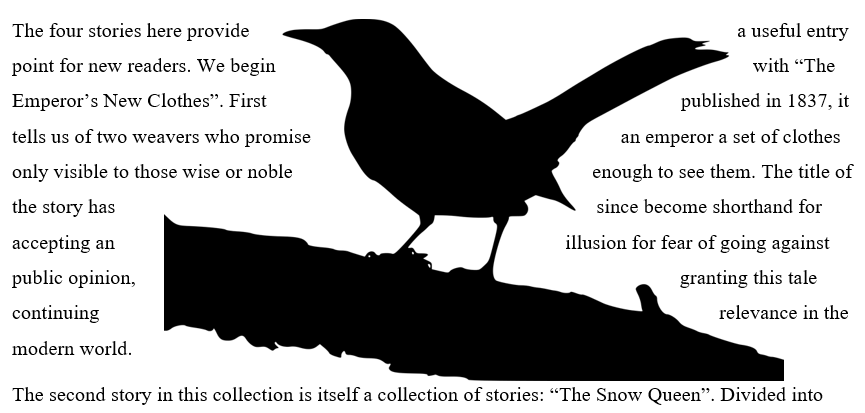 The four stories here provide a useful entry
point for new readers. We begin with “The
Emperor’s New Clothes”. First published in 1837, it
tells us of two weavers who promise an emperor a set of clothes
only visible to those wise or noble enough to see them. The title of
the story has since become shorthand for
accepting an illusion for fear of going against
public opinion, granting this tale
continuing relevance in the
modern world.
The second story in this collection is itself a collection of stories: “The Snow Queen”. Divided into